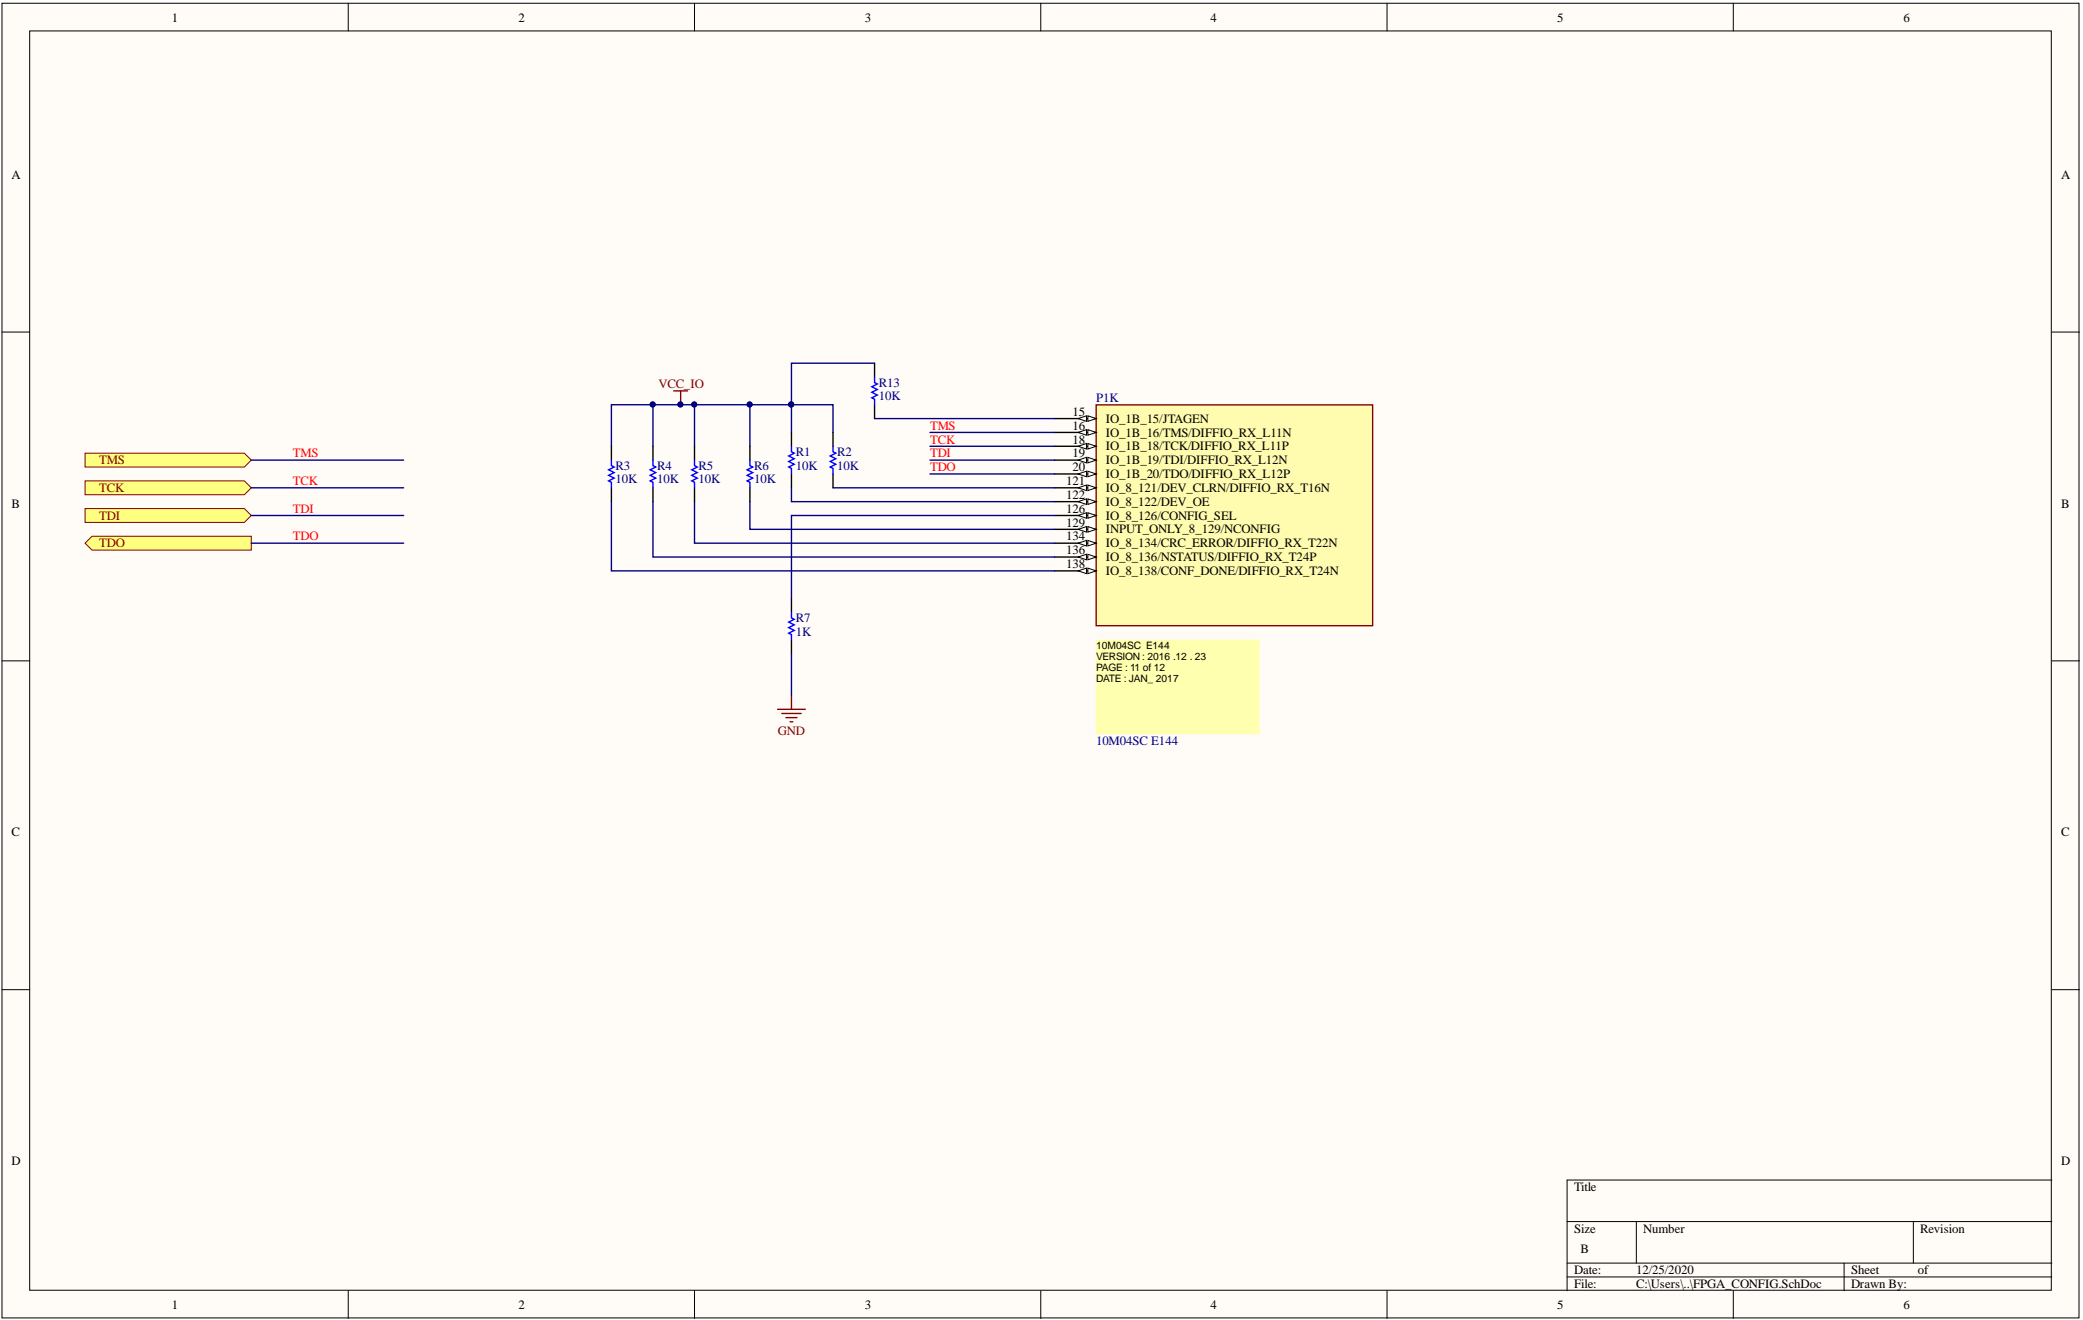 1 2 3 4 5 6
A A
VCC_IO
R13
10K
P1K
15 IO_1B_15/JTAGEN
TMS 16 IO_1B_16/TMS/DIFFIO_RX_L11N
TCK 18 IO_1B_18/TCK/DIFFIO_RX_L11P
TDI 19 IO_1B_19/TDI/DIFFIO_RX_L12N
TDO 20 IO_1B_20/TDO/DIFFIO_RX_L12P
121 IO_8_121/DEV_CLRN/DIFFIO_RX_T16N
122 IO_8_122/DEV_OE
126 IO_8_126/CONFIG_SEL
129 INPUT_ONLY_8_129/NCONFIG
134 IO_8_134/CRC_ERROR/DIFFIO_RX_T22N
136 IO_8_136/NSTATUS/DIFFIO_RX_T24P
138 IO_8_138/CONF_DONE/DIFFIO_RX_T24N
TMS TMS
TCK TCK
TDI TDI
TDO TDO
R3
10K
R4
10K
R5
10K
R6
10K
R1
10K
R2
10K
B B
R7
1K
GND
10M04SC E144
VERSION : 2016 .12 . 23
PAGE : 11 of 12
DATE : JAN_ 2017
10M04SC E144
C C
D D
Title
Size Number Revision
B
Date: 12/25/2020 Sheet of
File: C:\Users\..\FPGA_CONFIG.SchDoc Drawn By:
1 2 3 4 5 6